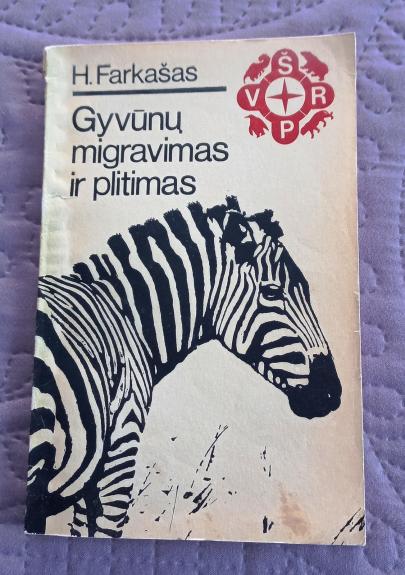 H. Farkašas
Gyvūnų
migravimas
ir plitimas
Š
V R
P